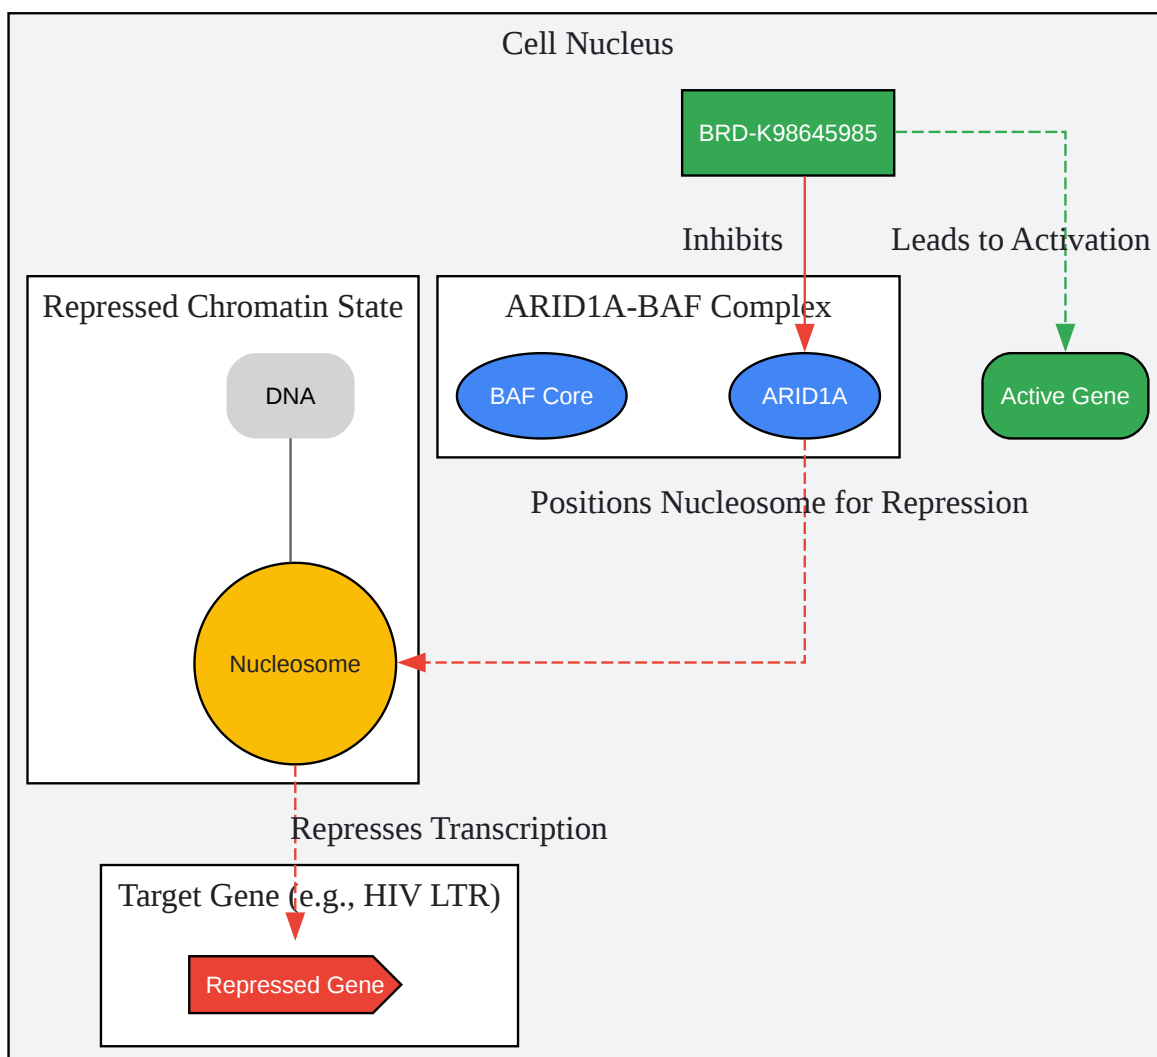 Cell Nucleus
BRD-K98645985
Inhibits
Leads to Activation
Repressed Chromatin State
ARID1A-BAF Complex
DNA
BAF Core
ARID1A
Active Gene
Positions Nucleosome for Repression
Nucleosome
Represses Transcription
Target Gene (e.g., HIV LTR)
Repressed Gene